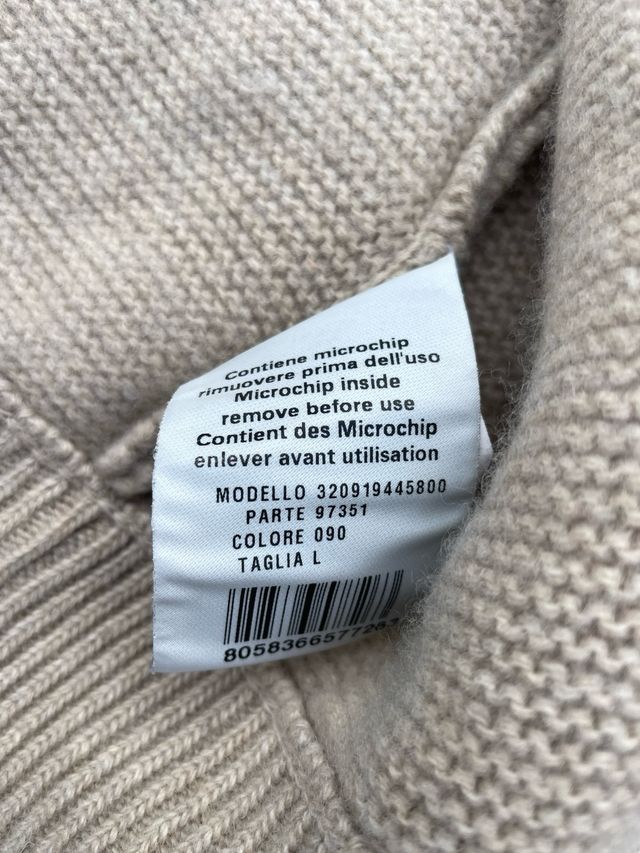 Contiene microchip
rimuovere prima dell'uso
Microchip inside
remove before use
Contient des Microchip
enlever avant utilisation
MODELLO 320919445800
PARTE 97351
COLORE 090
TAGLIA L
8058366577263